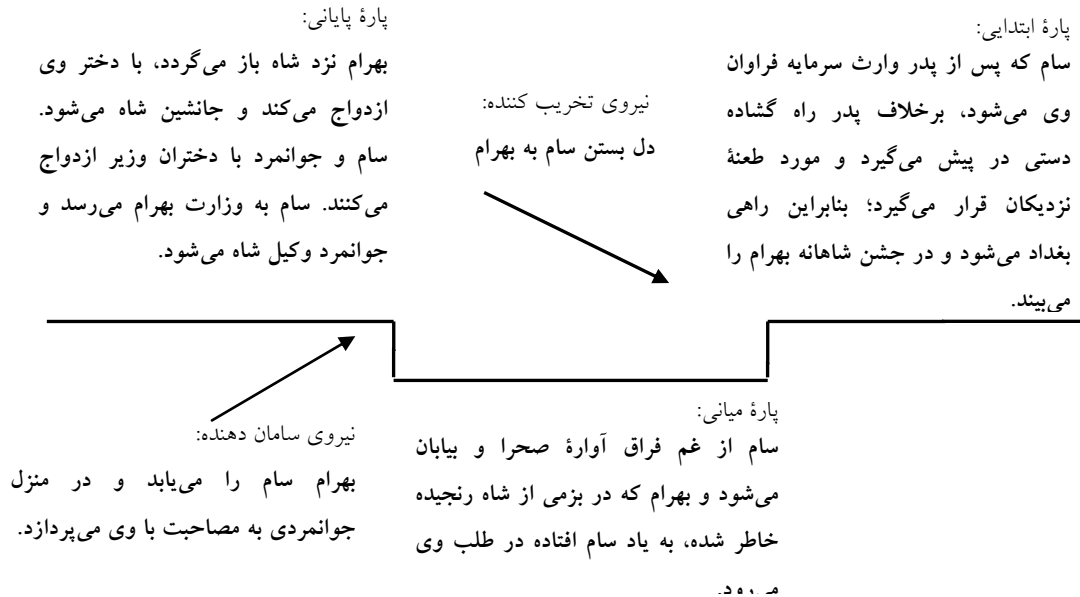 پارۀ ابتدایی:
سام که پس از پدر وارث سرمایه فراوان
وی می‌شود، برخلاف پدر راه گشاده
دستی در پیش می‌گیرد و مورد طعنۀ
نزدیکان قرار می‌گیرد؛ بنابراین راهی
بغداد می‌شود و در جشن شاهانه بهرام را
می‌بیند.
نیروی تخریب کننده:
دل بستن سام به بهرام
پارۀ میانی:
سام از غم فراق آوارۀ صحرا و بیابان
می‌شود و بهرام که در بزمی از شاه رنجیده
خاطر شده، به یاد سام افتاده در طلب وی
می‌رود.
نیروی سامان دهنده:
بهرام سام را می‌یابد و در منزل
جوانمردی به مصاحبت با وی می‌پردازد.
پارۀ پایانی:
بهرام نزد شاه باز می‌گردد، با دختر وی
ازدواج می‌کند و جانشین شاه می‌شود.
سام و جوانمرد با دختران وزیر ازدواج
می‌کنند. سام به وزارت بهرام می‌رسد و
جوانمرد وکیل شاه می‌شود.